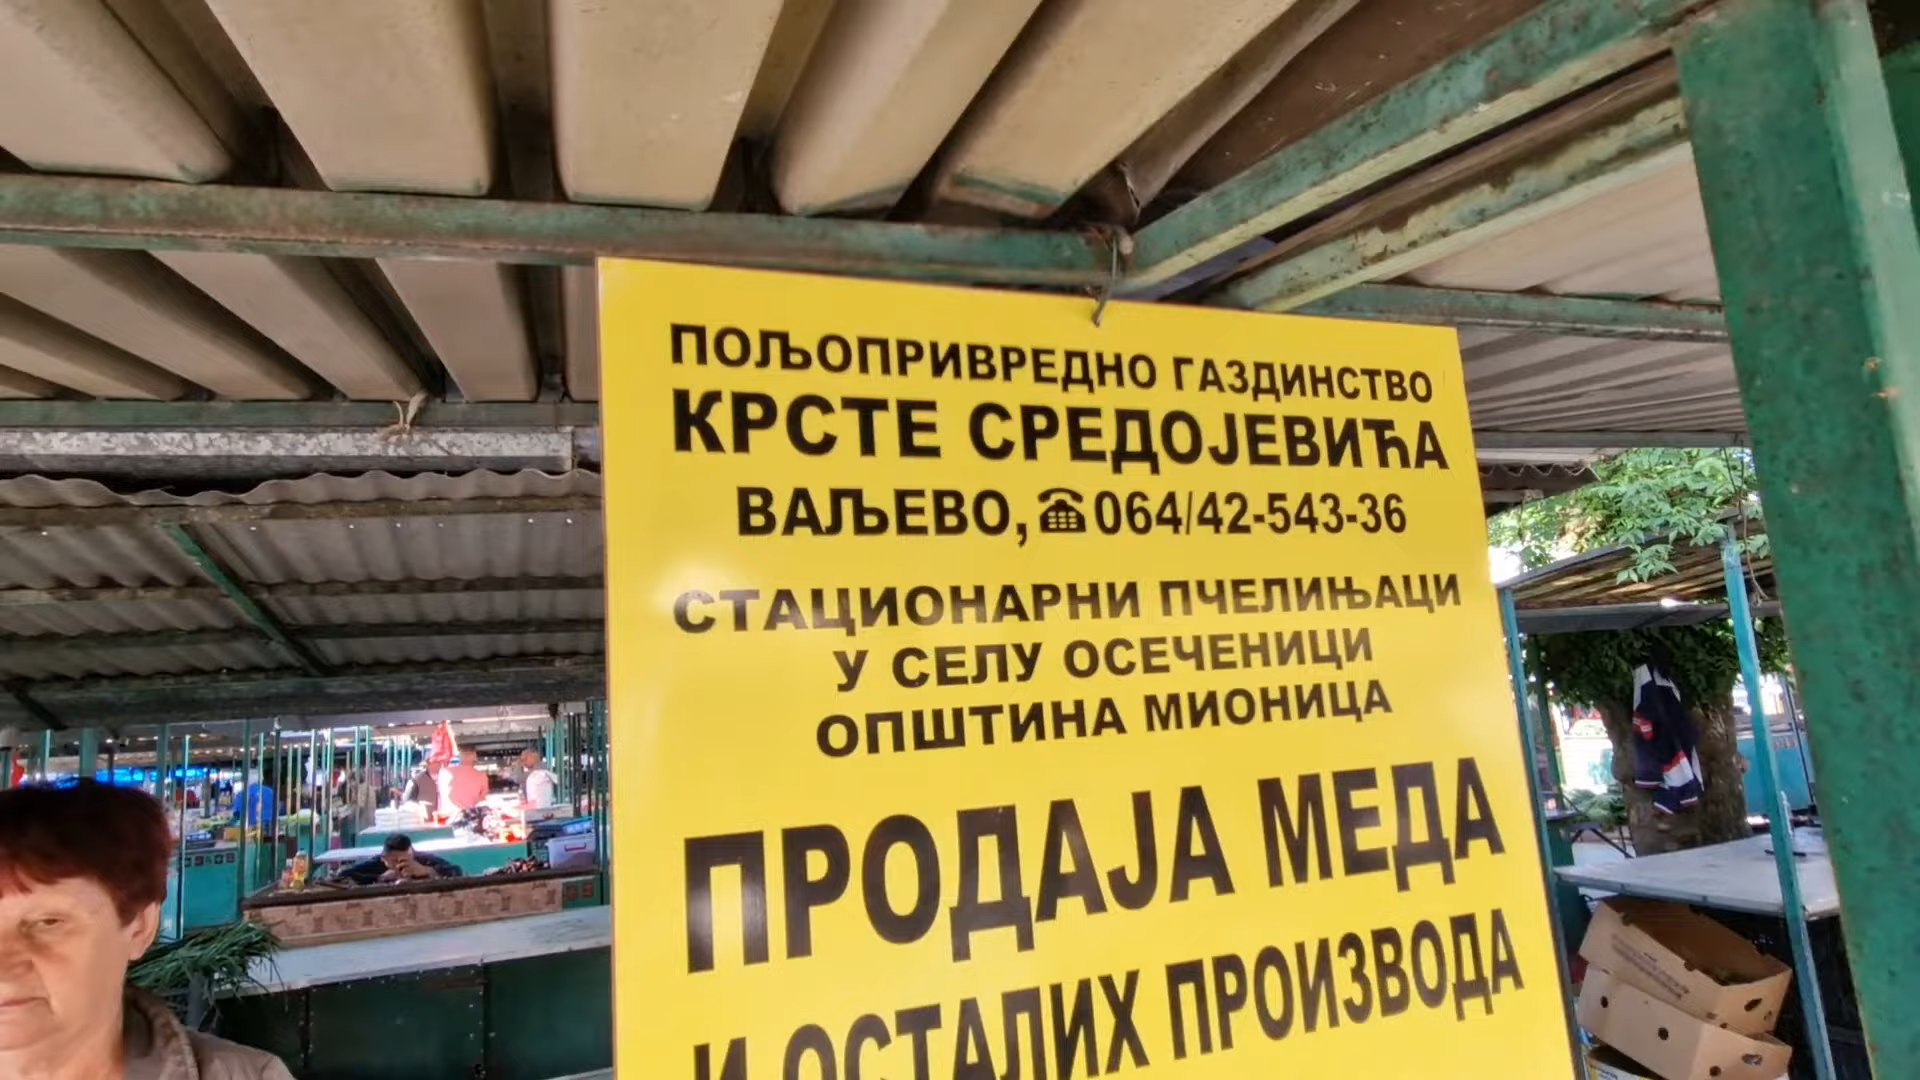 ПОЉОПРИВРЕДНО ГАЗДИНСТВО
КРСТЕ СРЕДОЈЕВИЋА
ВАЉЕВО, ☎064/42-543-36
СТАЦИОНАРНИ ПЧЕЛИЊАЦИ
У СЕЛУ ОСЕЧЕНИЦИ
ОПШТИНА МИОНИЦА
ПРОДАЈА МЕДА
И ОСТАЛИХ ПРОИЗВОДА